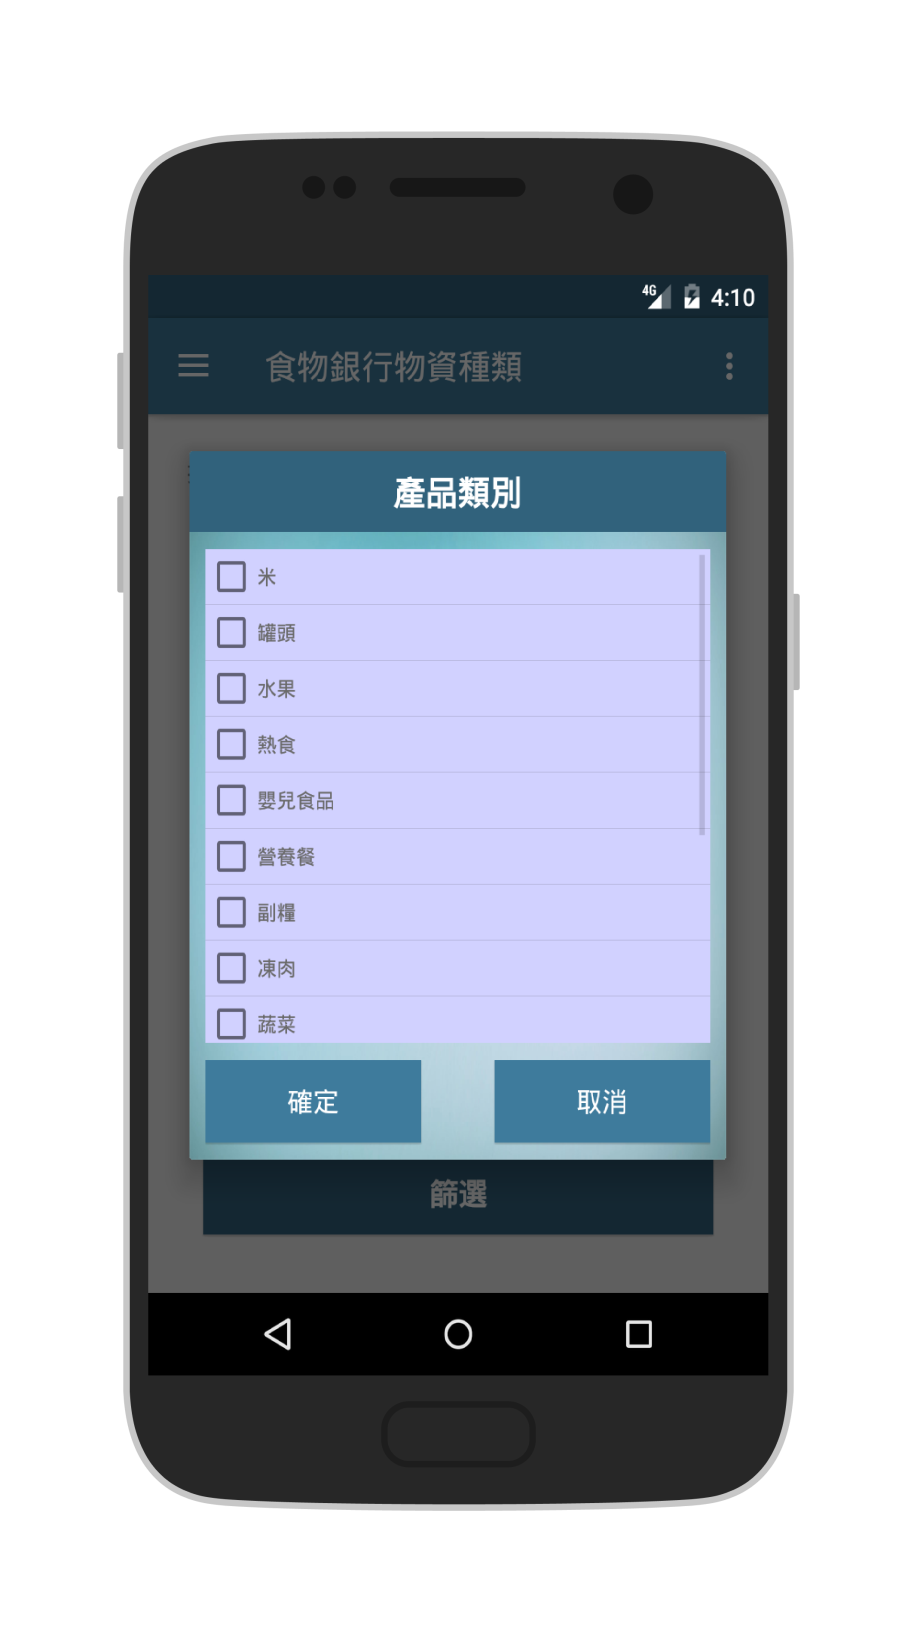 4G 4:10
食物銀行物資種類
產品類別
米
罐頭
水果
熱食
嬰兒食品
營養餐
副糧
凍肉
蔬菜
確定 取消
篩選